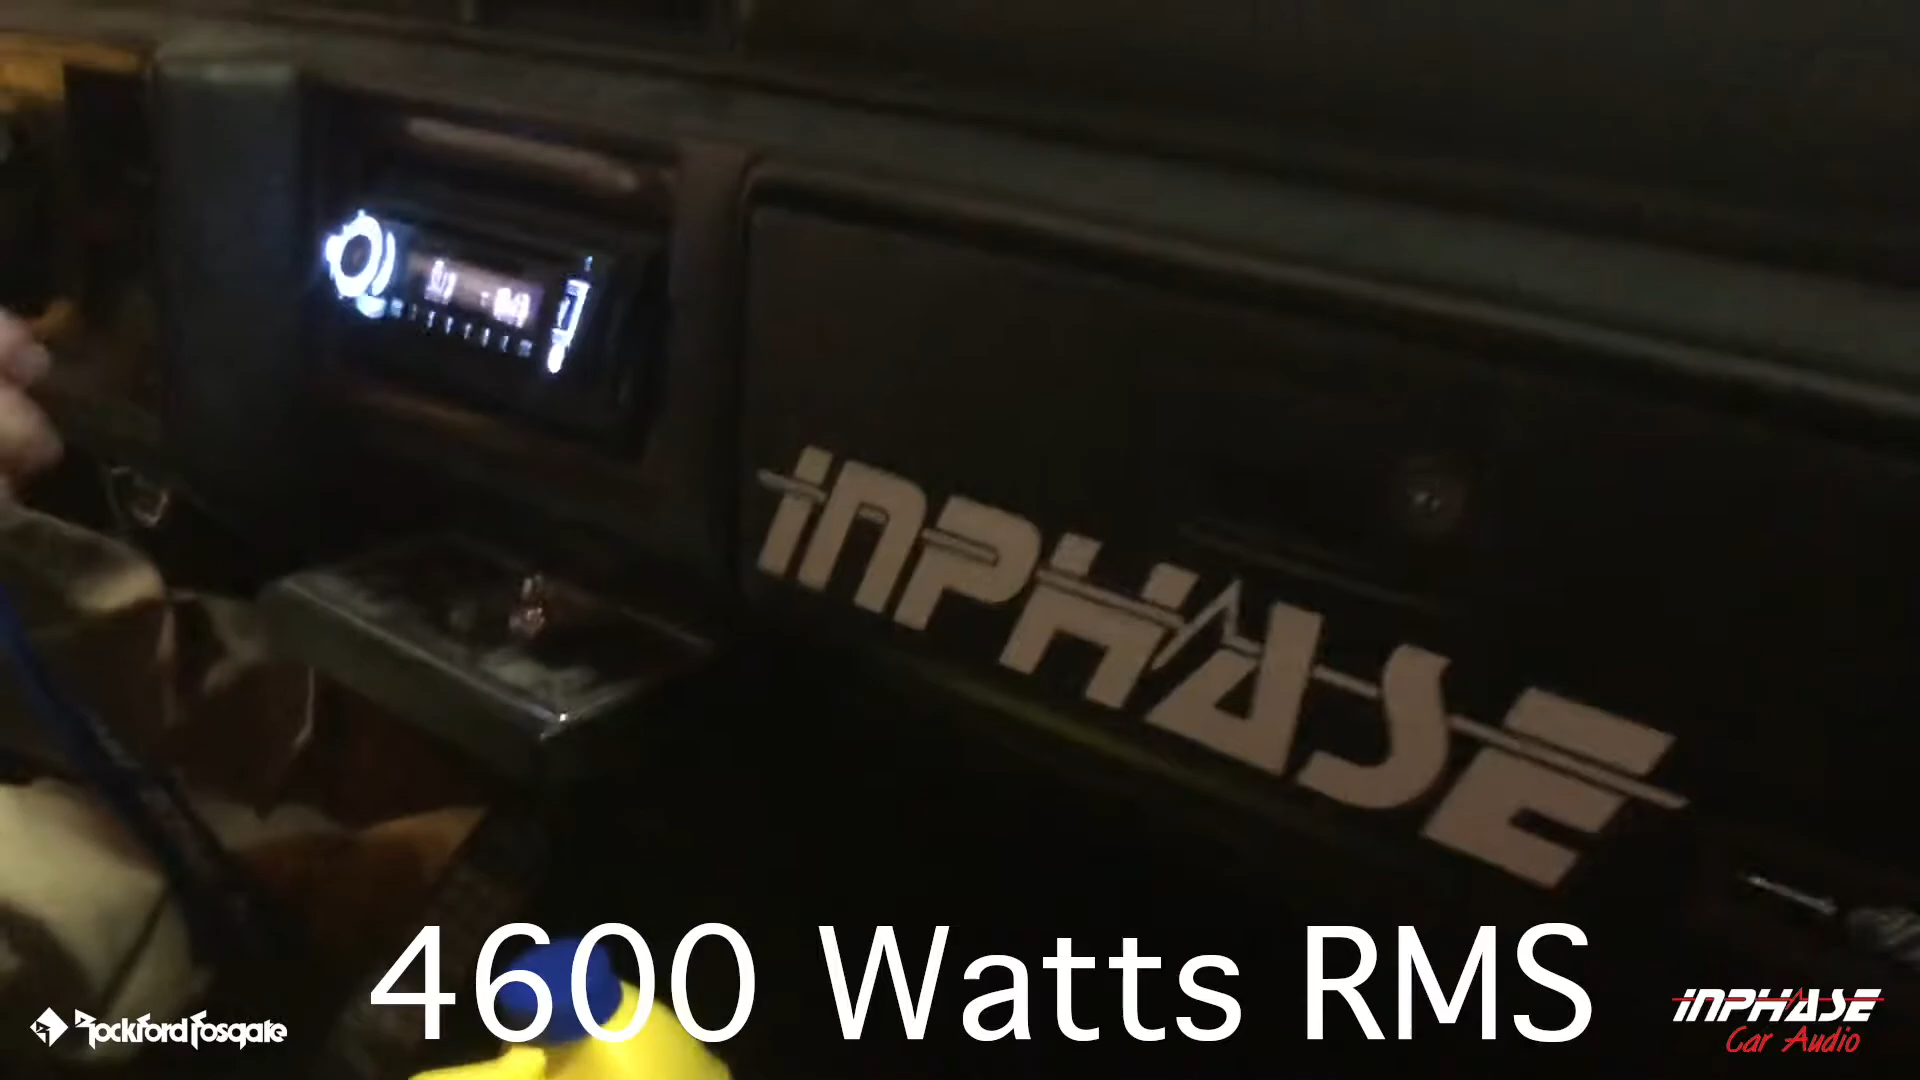 INPHASE
4600 Watts RMS
Rockford Fosgate
INPHASE
Car Audio